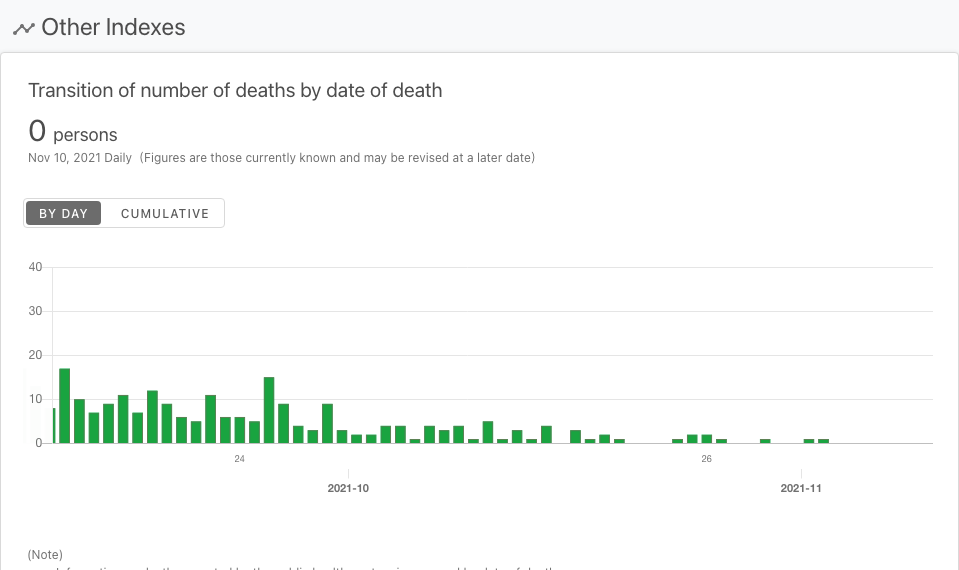 Other Indexes
Transition of number of deaths by date of death
0 persons
Nov 10, 2021 Daily (Figures are those currently known and may be revised at a later date)
BY DAY CUMULATIVE
40
30
20
10
0
24 26
2021-10 2021-11
(Note)